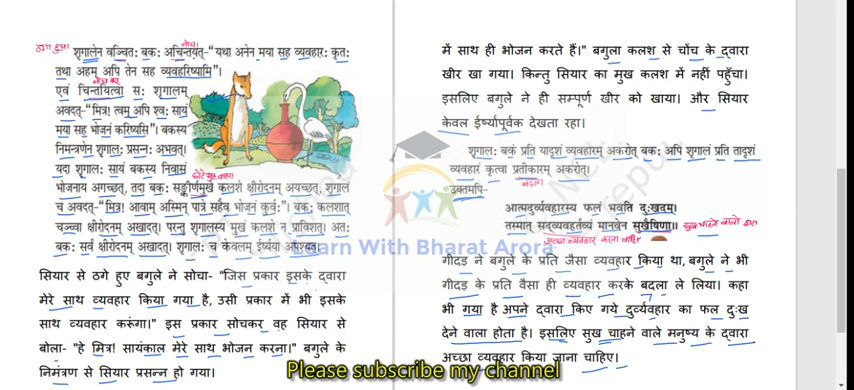 ठगा हुआ
सोचा
शृगालेन वञ्चितः बकः अचिन्तयत्-"यथा अनेन मया सह व्यवहारः कृतः
तथा अहम् अपि तेन सह व्यवहरिष्यामि"।
सोच कर
एवं चिन्तयित्वा सः शृगालम्
अवदत्-"मित्र! त्वम् अपि श्वः सायं
मया सह भोजनं करिष्यसि"। बकस्य
निमन्त्रणेन शृगालः प्रसन्नः अभवत्।
यदा शृगालः सायं बकस्य निवासं
छोटे मुह वाला
भोजनाय अगच्छत्, तदा बकः सङ्कीर्णमुखे कलशे क्षीरोदनम् अयच्छत्, शृगालं
च अवदत्-"मित्र! आवाम् अस्मिन् पात्रे सहैव भोजनं कुर्वः"। बकः कलशात्
चञ्च्वा क्षीरोदनम् अखादत्। परन्तु शृगालस्य मुखं कलशे न प्राविशत्। अतः
बकः सर्वं क्षीरोदनम् अखादत्। शृगालः च केवलम् ईर्ष्यया अपश्यत्।
सियार से ठगे हुए बगुले ने सोचा- "जिस प्रकार इसके द्वारा
मेरे साथ व्यवहार किया गया है, उसी प्रकार में भी इसके
साथ व्यवहार करूंगा।" इस प्रकार सोचकर वह सियार से
बोला- "हे मित्र! सायंकाल मेरे साथ भोजन करना।" बगुले के
निमंत्रण से सियार प्रसन्न हो गया।
में साथ ही भोजन करते हैं।" बगुला कलश से चोंच के द्वारा
खीर खा गया। किन्तु सियार का मुख कलश में नहीं पहुँचा।
इसलिए बगुले ने ही सम्पूर्ण खीर को खाया। और सियार
केवल ईर्ष्यापूर्वक देखता रहा।
शृगालः बकं प्रति यादृशं व्यवहारम् अकरोत् बकः अपि शृगालं प्रति तादृशं
व्यवहारं कृत्वा प्रतीकारम् अकरोत्।
बदला
उक्तमपि-
आत्मदुर्व्यवहारस्य फलं भवति दुःखदम्।
तस्मात् सद्व्यवहर्तव्यं मानवेन सुखैषिणा॥
सुख चाहने वालो द्वारा
अच्छा व्यवहार करना चाहिए
गीदड़ ने बगुले के प्रति जैसा व्यवहार किया था, बगुले ने भी
गीदड़ के प्रति वैसा ही व्यवहार करके बदला ले लिया। कहा
भी गया है अपने द्वारा किए गये दुर्व्यवहार का फल दुःख
देने वाला होता है। इसलिए सुख चाहने वाले मनुष्य के द्वारा
अच्छा व्यवहार किया जाना चाहिए।
Learn With Bharat Arora
Please subscribe my channel